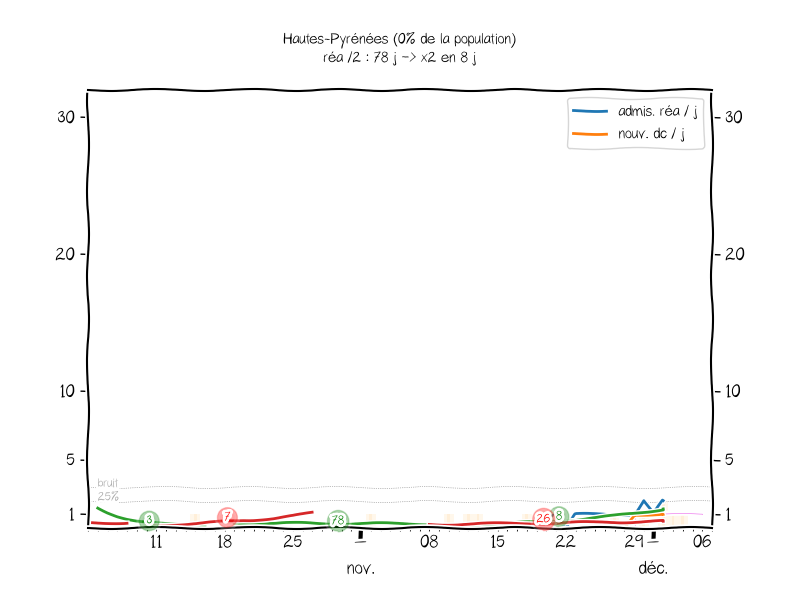 Hautes-Pyrénées (0% de la population)
réa /2 : 78 j -> x2 en 8 j
admis. réa / j
nouv. dc / j
30 30
20 20
10 10
5 5
bruit
25%
1 1
3 7 78 26 8
11 18 25 08 15 22 29 06
nov. déc.